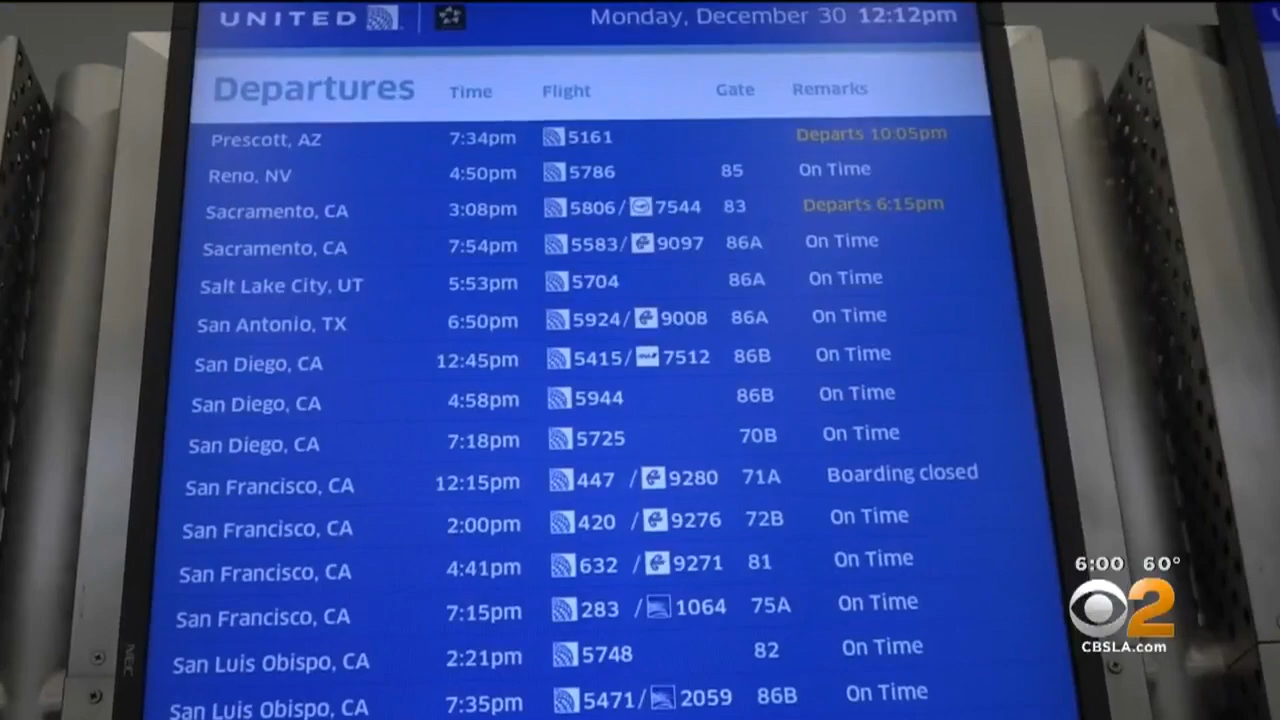 UNITED Monday, December 30 12:12pm
Departures Time Flight Gate Remarks
Prescott, AZ 7:34pm 5161 Departs 10:05pm
Reno, NV 4:50pm 5786 85 On Time
Sacramento, CA 3:08pm 5806/ 7544 83 Departs 6:15pm
Sacramento, CA 7:54pm 5583/ 9097 86A On Time
Salt Lake City, UT 5:53pm 5704 86A On Time
San Antonio, TX 6:50pm 5924/ 9008 86A On Time
San Diego, CA 12:45pm 5415/ 7512 86B On Time
San Diego, CA 4:58pm 5944 86B On Time
San Diego, CA 7:18pm 5725 70B On Time
San Francisco, CA 12:15pm 447 / 9280 71A Boarding closed
San Francisco, CA 2:00pm 420 / 9276 72B On Time
San Francisco, CA 4:41pm 632 / 9271 81 On Time
San Francisco, CA 7:15pm 283 / 1064 75A On Time
San Luis Obispo, CA 2:21pm 5748 82 On Time
San Luis Obispo, CA 7:35pm 5471/ 2059 86B On Time
NEC
6:00 60°
2
CBSLA.com